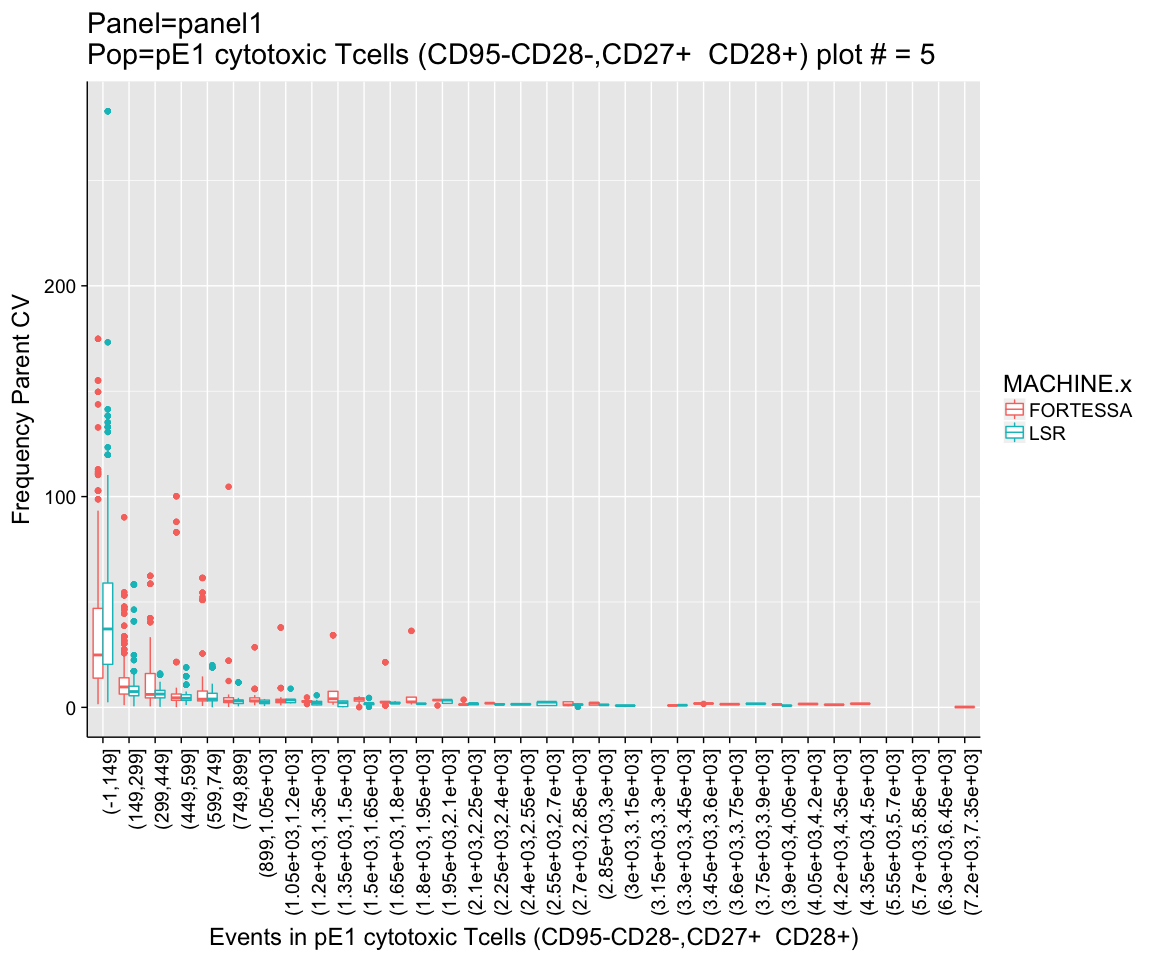 Panel=panel1
Pop=pE1 cytotoxic Tcells (CD95-CD28-,CD27+  CD28+) plot # = 5
Frequency Parent CV
200
100
0
MACHINE.x
FORTESSA
LSR
(-1,149]
(149,299]
(299,449]
(449,599]
(599,749]
(749,899]
(899,1.05e+03]
(1.05e+03,1.2e+03]
(1.2e+03,1.35e+03]
(1.35e+03,1.5e+03]
(1.5e+03,1.65e+03]
(1.65e+03,1.8e+03]
(1.8e+03,1.95e+03]
(1.95e+03,2.1e+03]
(2.1e+03,2.25e+03]
(2.25e+03,2.4e+03]
(2.4e+03,2.55e+03]
(2.55e+03,2.7e+03]
(2.7e+03,2.85e+03]
(2.85e+03,3e+03]
(3e+03,3.15e+03]
(3.15e+03,3.3e+03]
(3.3e+03,3.45e+03]
(3.45e+03,3.6e+03]
(3.6e+03,3.75e+03]
(3.75e+03,3.9e+03]
(3.9e+03,4.05e+03]
(4.05e+03,4.2e+03]
(4.2e+03,4.35e+03]
(4.35e+03,4.5e+03]
(5.55e+03,5.7e+03]
(5.7e+03,5.85e+03]
(6.3e+03,6.45e+03]
(7.2e+03,7.35e+03]
Events in pE1 cytotoxic Tcells (CD95-CD28-,CD27+  CD28+)